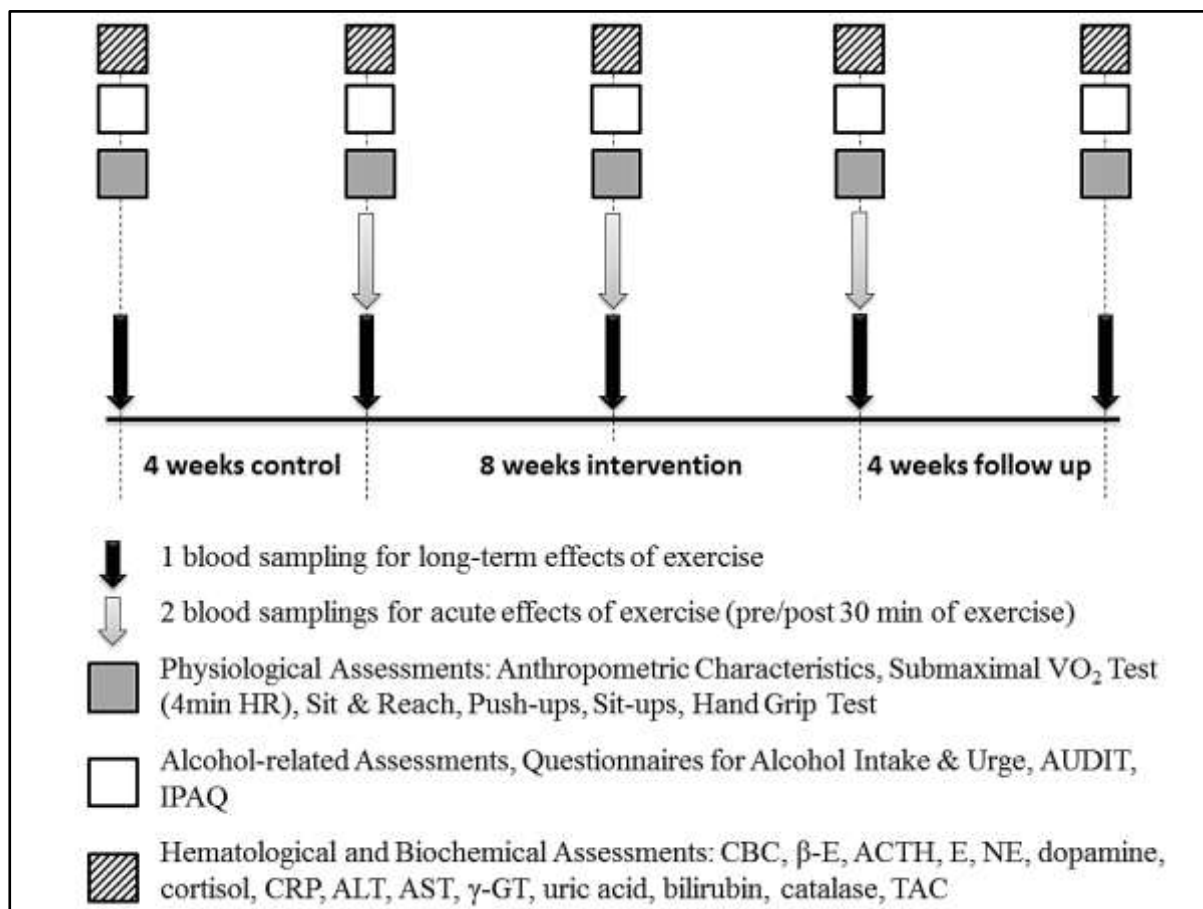 4 weeks control
8 weeks intervention
4 weeks follow up
1 blood sampling for long-term effects of exercise
2 blood samplings for acute effects of exercise (pre/post 30 min of exercise)
Physiological Assessments: Anthropometric Characteristics, Submaximal VO₂ Test
(4min HR), Sit & Reach, Push-ups, Sit-ups, Hand Grip Test
Alcohol-related Assessments, Questionnaires for Alcohol Intake & Urge, AUDIT,
IPAQ
Hematological and Biochemical Assessments: CBC, β-E, ACTH, E, NE, dopamine,
cortisol, CRP, ALT, AST, γ-GT, uric acid, bilirubin, catalase, TAC